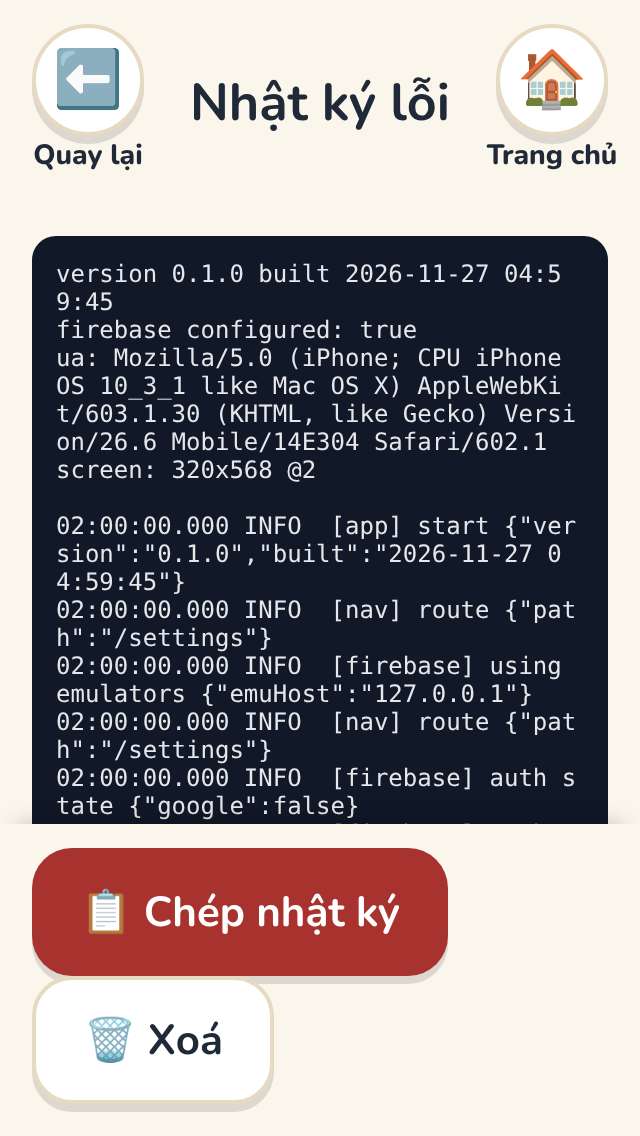 Nhật ký lỗi
Quay lại
Trang chủ
version 0.1.0 built 2026-11-27 04:5
9:45
firebase configured: true
ua: Mozilla/5.0 (iPhone; CPU iPhone
OS 10_3_1 like Mac OS X) AppleWebKi
t/603.1.30 (KHTML, like Gecko) Versi
on/26.6 Mobile/14E304 Safari/602.1
screen: 320x568 @2
02:00:00.000 INFO  [app] start {"ver
sion":"0.1.0","built":"2026-11-27 0
4:59:45"}
02:00:00.000 INFO  [nav] route {"pat
h":"/settings"}
02:00:00.000 INFO  [firebase] using
emulators {"emuHost":"127.0.0.1"}
02:00:00.000 INFO  [nav] route {"pat
h":"/settings"}
02:00:00.000 INFO  [firebase] auth s
tate {"google":false}
Chép nhật ký
Xoá